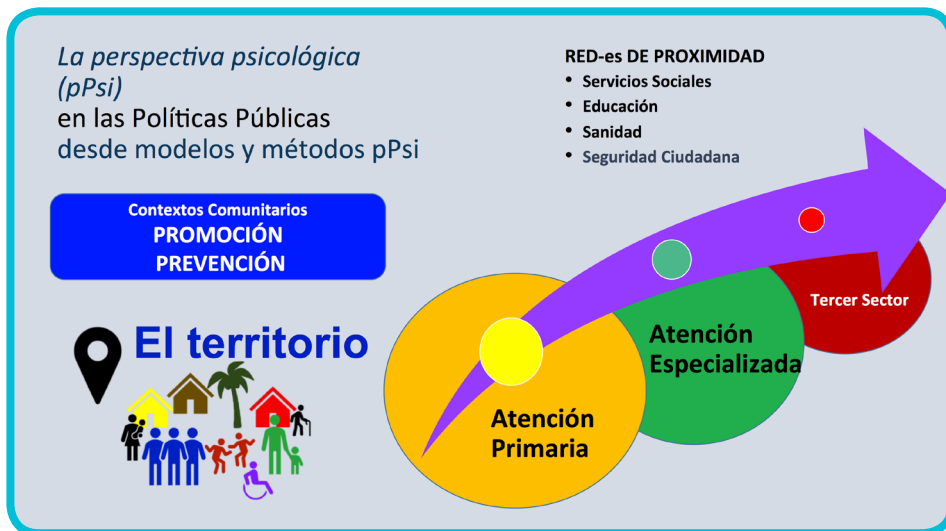 La perspectiva psicológica
(pPsi)
en las Políticas Públicas
desde modelos y métodos pPsi
RED-es DE PROXIMIDAD
• Servicios Sociales
• Educación
• Sanidad
• Seguridad Ciudadana
Contextos Comunitarios
PROMOCIÓN
PREVENCIÓN
El territorio
Atención
Primaria
Atención
Especializada
Tercer Sector